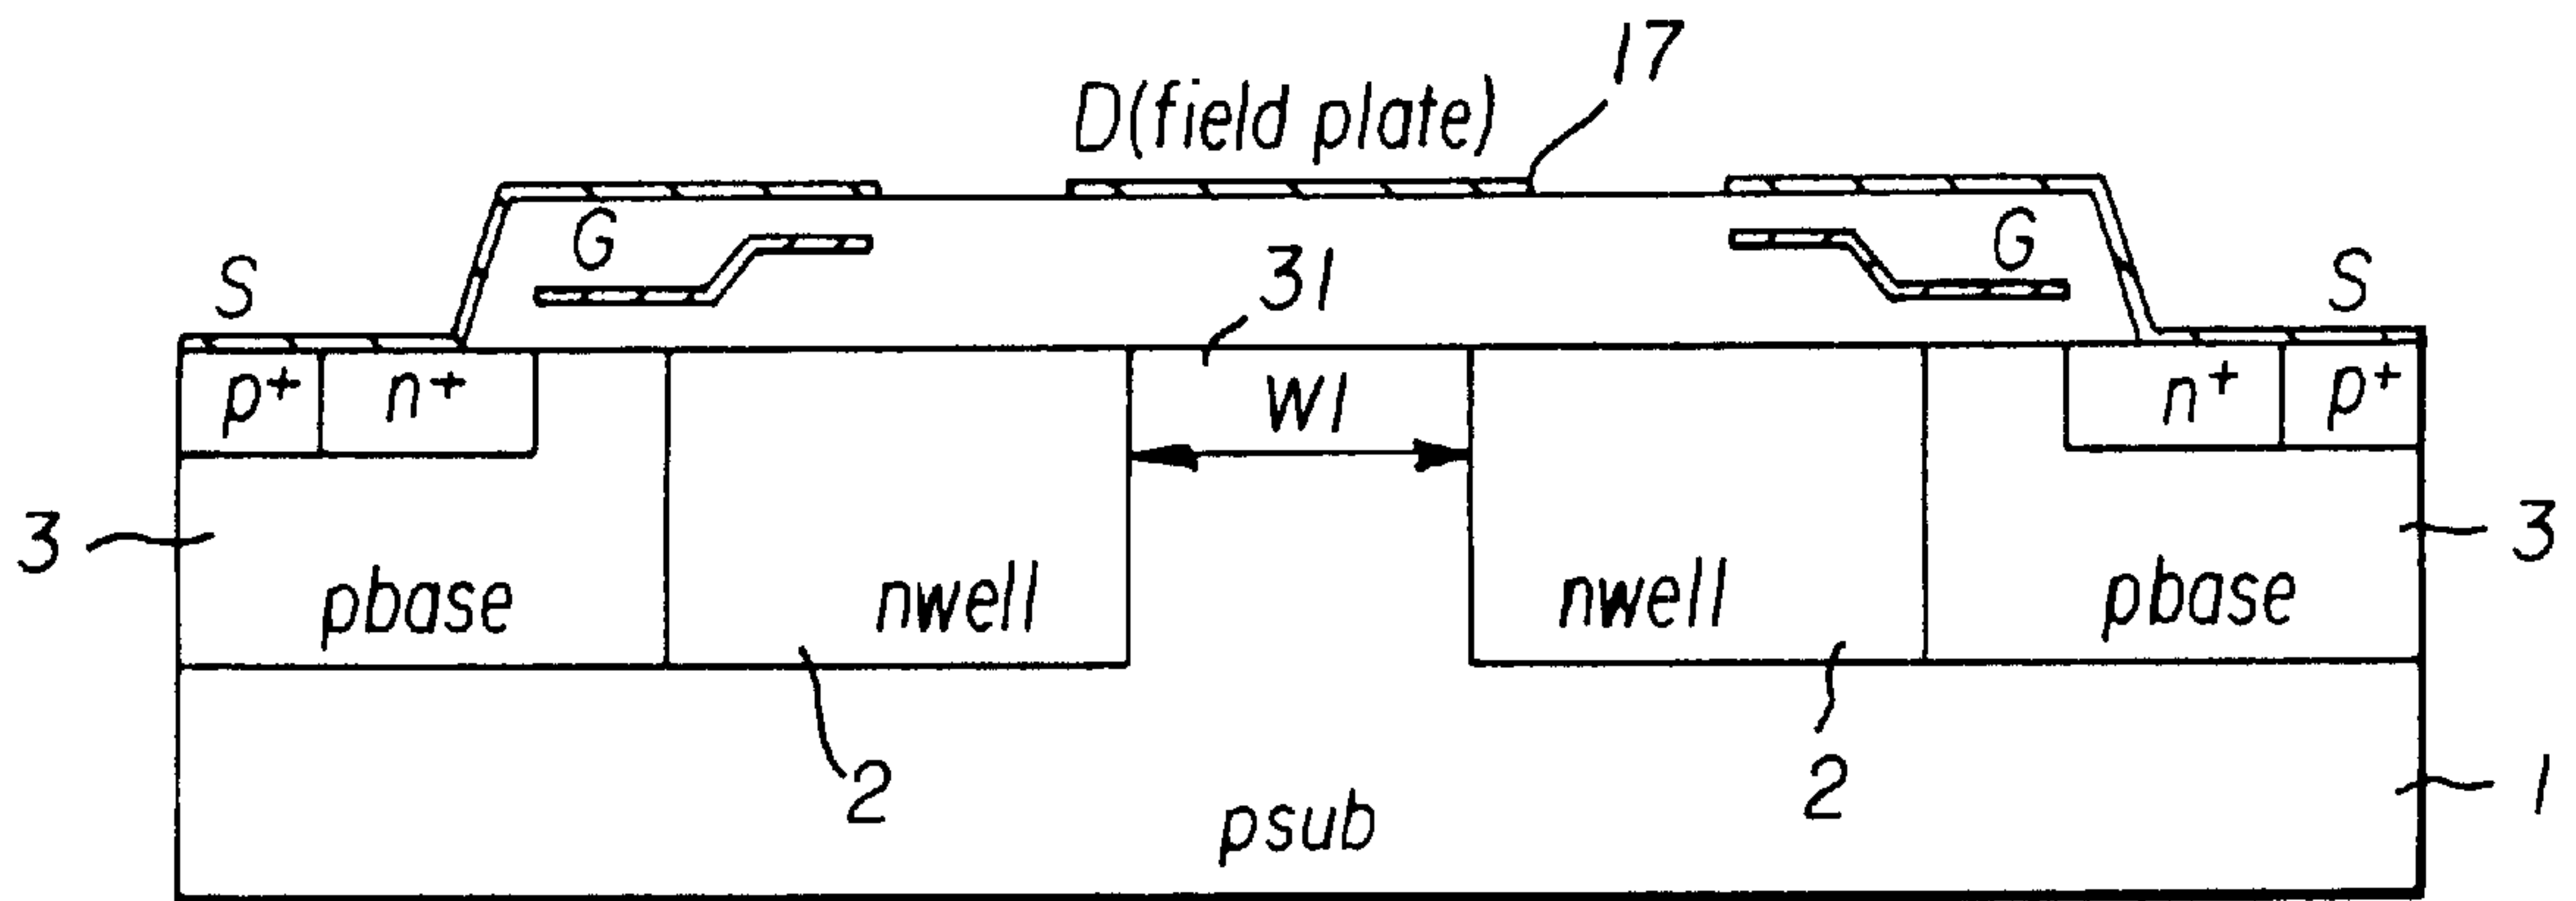 17
D(field plate)
G
G
S
31
S
p+
n+
W1
n+
p+
3
3
pbase
nwell
nwell
pbase
2
2
1
psub